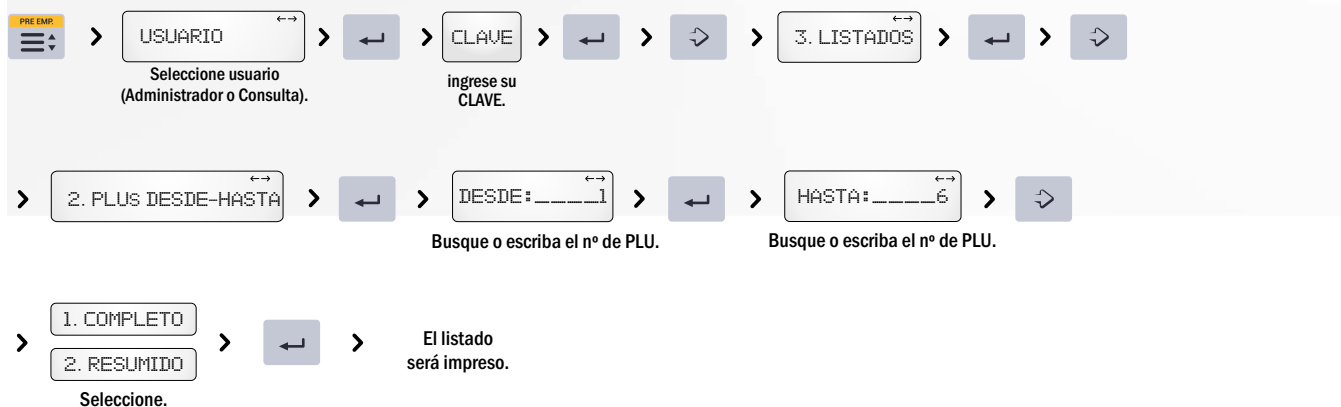 PRE EMP.
USUARIO
CLAVE
3. LISTADOS
Seleccione usuario
(Administrador o Consulta).
ingrese su
CLAVE.
2. PLUs DESDE-HASTA
DESDE:_____1
HASTA:_____6
Busque o escriba el nº de PLU.
Busque o escriba el nº de PLU.
1. COMPLETO
2. RESUMIDO
Seleccione.
El listado
será impreso.